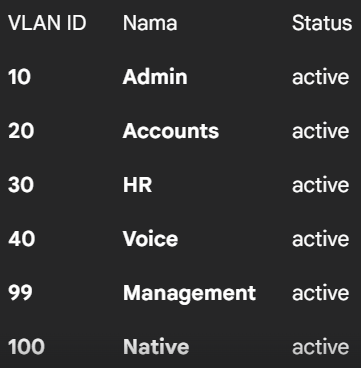 VLAN ID Nama Status
10 Admin active
20 Accounts active
30 HR active
40 Voice active
99 Management active
100 Native active